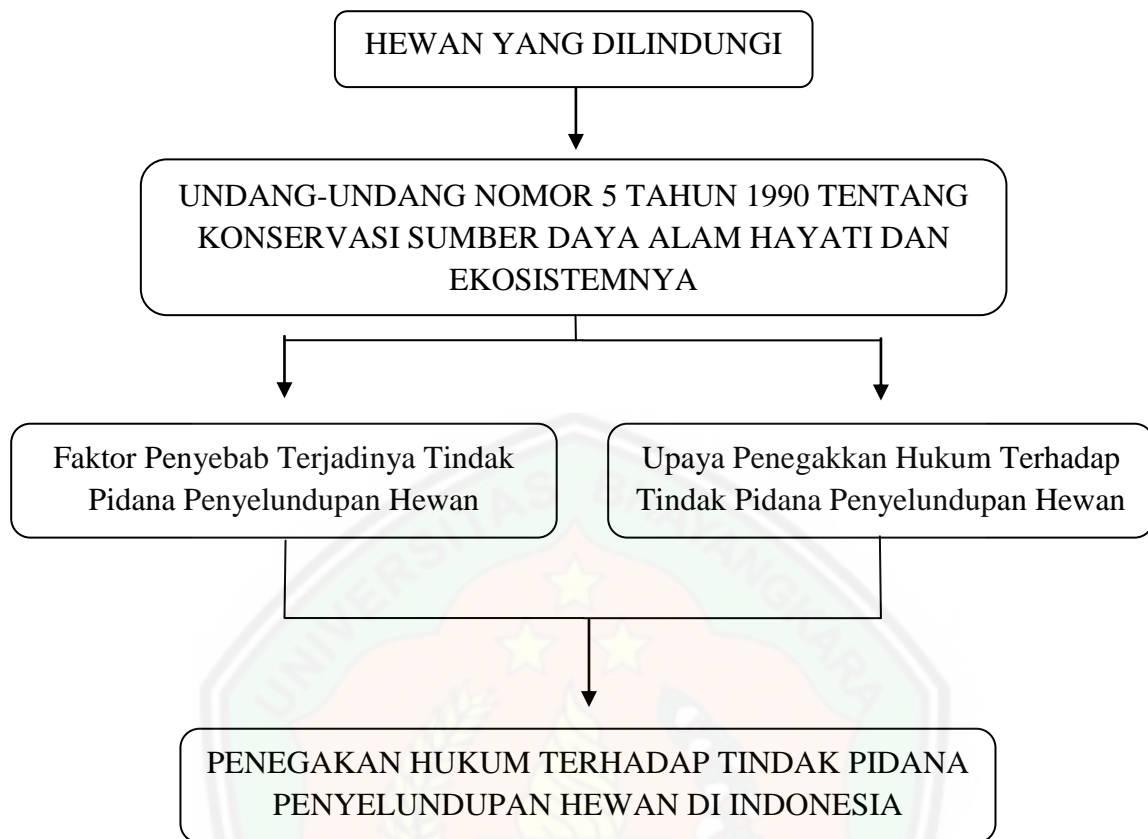 HEWAN YANG DILINDUNGI
UNDANG-UNDANG NOMOR 5 TAHUN 1990 TENTANG
KONSERVASI SUMBER DAYA ALAM HAYATI DAN
EKOSISTEMNYA
Faktor Penyebab Terjadinya Tindak
Pidana Penyelundupan Hewan
Upaya Penegakkan Hukum Terhadap
Tindak Pidana Penyelundupan Hewan
UNIVERSITAS BHAYANGKARA
PENEGAKAN HUKUM TERHADAP TINDAK PIDANA
PENYELUNDUPAN HEWAN DI INDONESIA